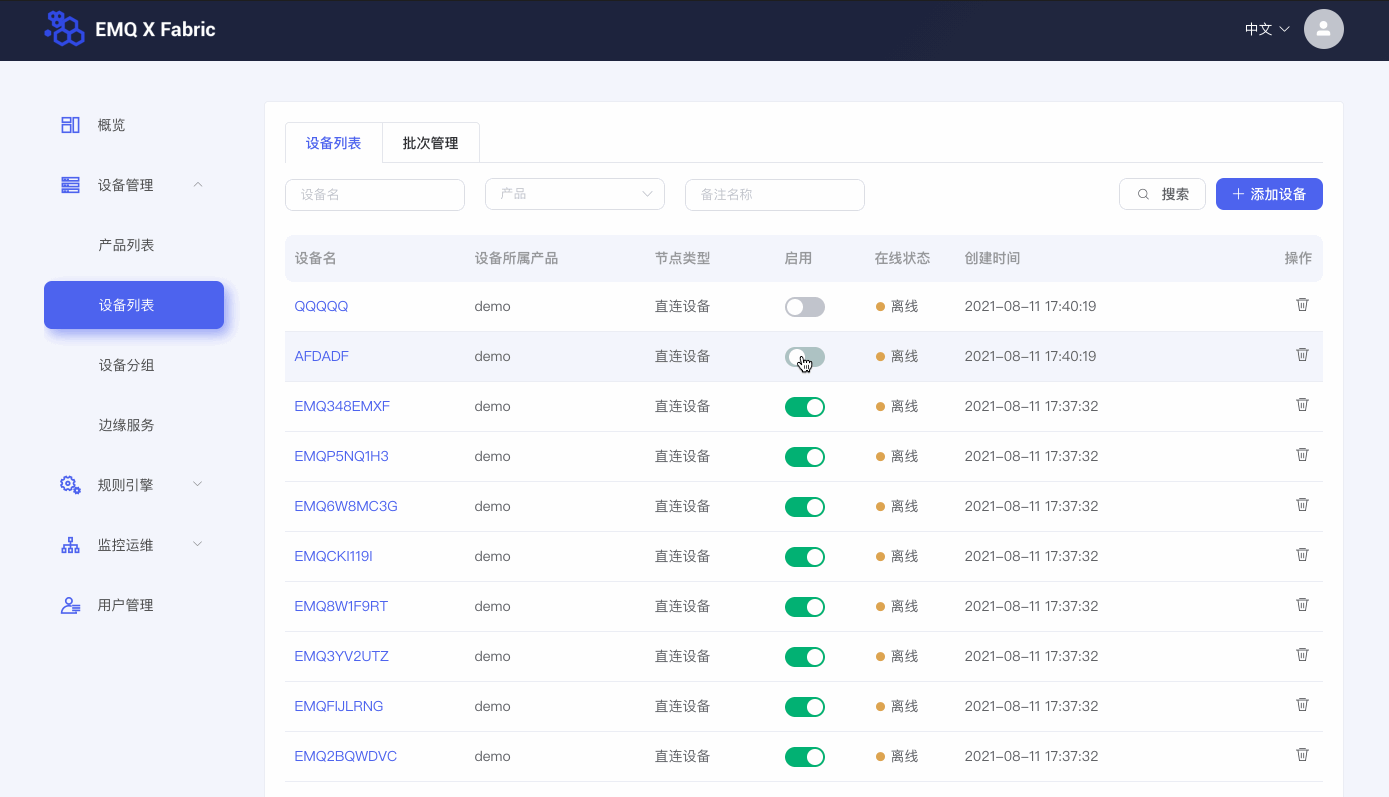 EMQ X Fabric
中文
概览
设备管理
产品列表
设备列表
设备分组
边缘服务
规则引擎
监控运维
用户管理
设备列表 批次管理
设备名 产品 备注名称 搜索 添加设备
设备名 设备所属产品 节点类型 启用 在线状态 创建时间 操作
QQQQQ demo 直连设备 离线 2021-08-11 17:40:19
AFDADF demo 直连设备 离线 2021-08-11 17:40:19
EMQ348EMXF demo 直连设备 离线 2021-08-11 17:37:32
EMQP5NQ1H3 demo 直连设备 离线 2021-08-11 17:37:32
EMQ6W8MC3G demo 直连设备 离线 2021-08-11 17:37:32
EMQCKI119I demo 直连设备 离线 2021-08-11 17:37:32
EMQ8W1F9RT demo 直连设备 离线 2021-08-11 17:37:32
EMQ3YV2UTZ demo 直连设备 离线 2021-08-11 17:37:32
EMQFIJLRNG demo 直连设备 离线 2021-08-11 17:37:32
EMQ2BQWDVC demo 直连设备 离线 2021-08-11 17:37:32